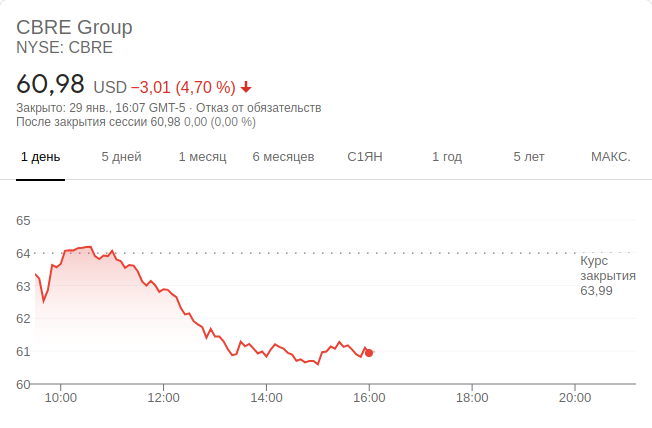 CBRE Group
NYSE: CBRE
60,98 USD −3,01 (4,70 %)
Закрыто: 29 янв., 16:07 GMT-5 · Отказ от обязательств
После закрытия сессии 60,98 0,00 (0,00 %)
1 день 5 дней 1 месяц 6 месяцев С1ЯН 1 год 5 лет МАКС.
65
64
63
62
61
60
Курс
закрытия
63,99
10:00 12:00 14:00 16:00 18:00 20:00